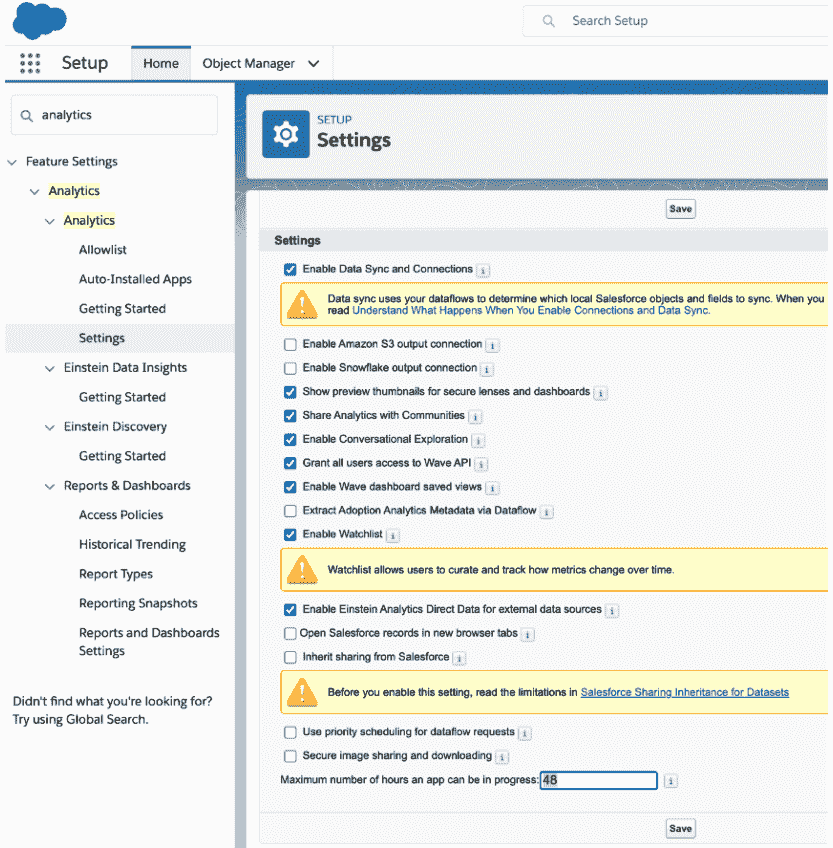 Search Setup
Setup
Home
Object Manager
analytics
Feature Settings
Analytics
Analytics
Allowlist
Auto-Installed Apps
Getting Started
Settings
Einstein Data Insights
Getting Started
Einstein Discovery
Getting Started
Reports & Dashboards
Access Policies
Historical Trending
Report Types
Reporting Snapshots
Reports and Dashboards
Settings
Didn't find what you're looking for?
Try using Global Search.
SETUP
Settings
Save
Settings
Enable Data Sync and Connections i
Data sync uses your dataflows to determine which local Salesforce objects and fields to sync. When you
read Understand What Happens When You Enable Connections and Data Sync.
Enable Amazon S3 output connection i
Enable Snowflake output connection i
Show preview thumbnails for secure lenses and dashboards i
Share Analytics with Communities i
Enable Conversational Exploration i
Grant all users access to Wave API i
Enable Wave dashboard saved views i
Extract Adoption Analytics Metadata via Dataflow i
Enable Watchlist i
Watchlist allows users to curate and track how metrics change over time.
Enable Einstein Analytics Direct Data for external data sources i
Open Salesforce records in new browser tabs i
Inherit sharing from Salesforce i
Before you enable this setting, read the limitations in Salesforce Sharing Inheritance for Datasets
Use priority scheduling for dataflow requests i
Secure image sharing and downloading i
Maximum number of hours an app can be in progress: 48 i
Save